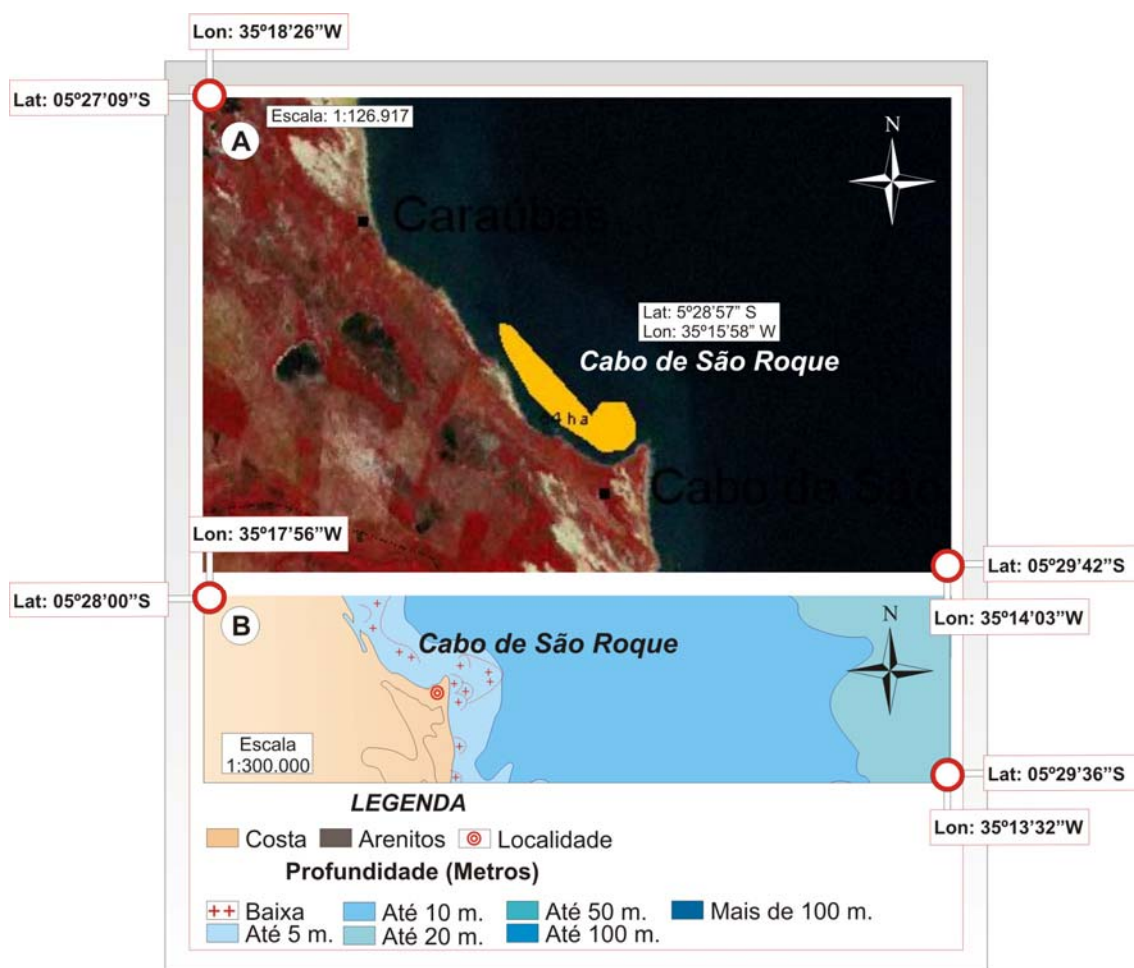 Lon: 35º18’26”W
Lat: 05º27’09”S
Escala: 1:126.917
A
N
Caraúbas
Lat: 5º28’57” S
Lon: 35º15’58” W
Cabo de São Roque
4 ha
Cabo de São
Lon: 35º17’56”W
Lat: 05º29’42”S
Lat: 05º28’00”S
Lon: 35º14’03”W
B
N
Cabo de São Roque
Escala
1:300.000
Lat: 05º29’36”S
Lon: 35º13’32”W
LEGENDA
Costa Arenitos Localidade
Profundidade (Metros)
Baixa Até 10 m. Até 50 m. Mais de 100 m.
Até 5 m. Até 20 m. Até 100 m.